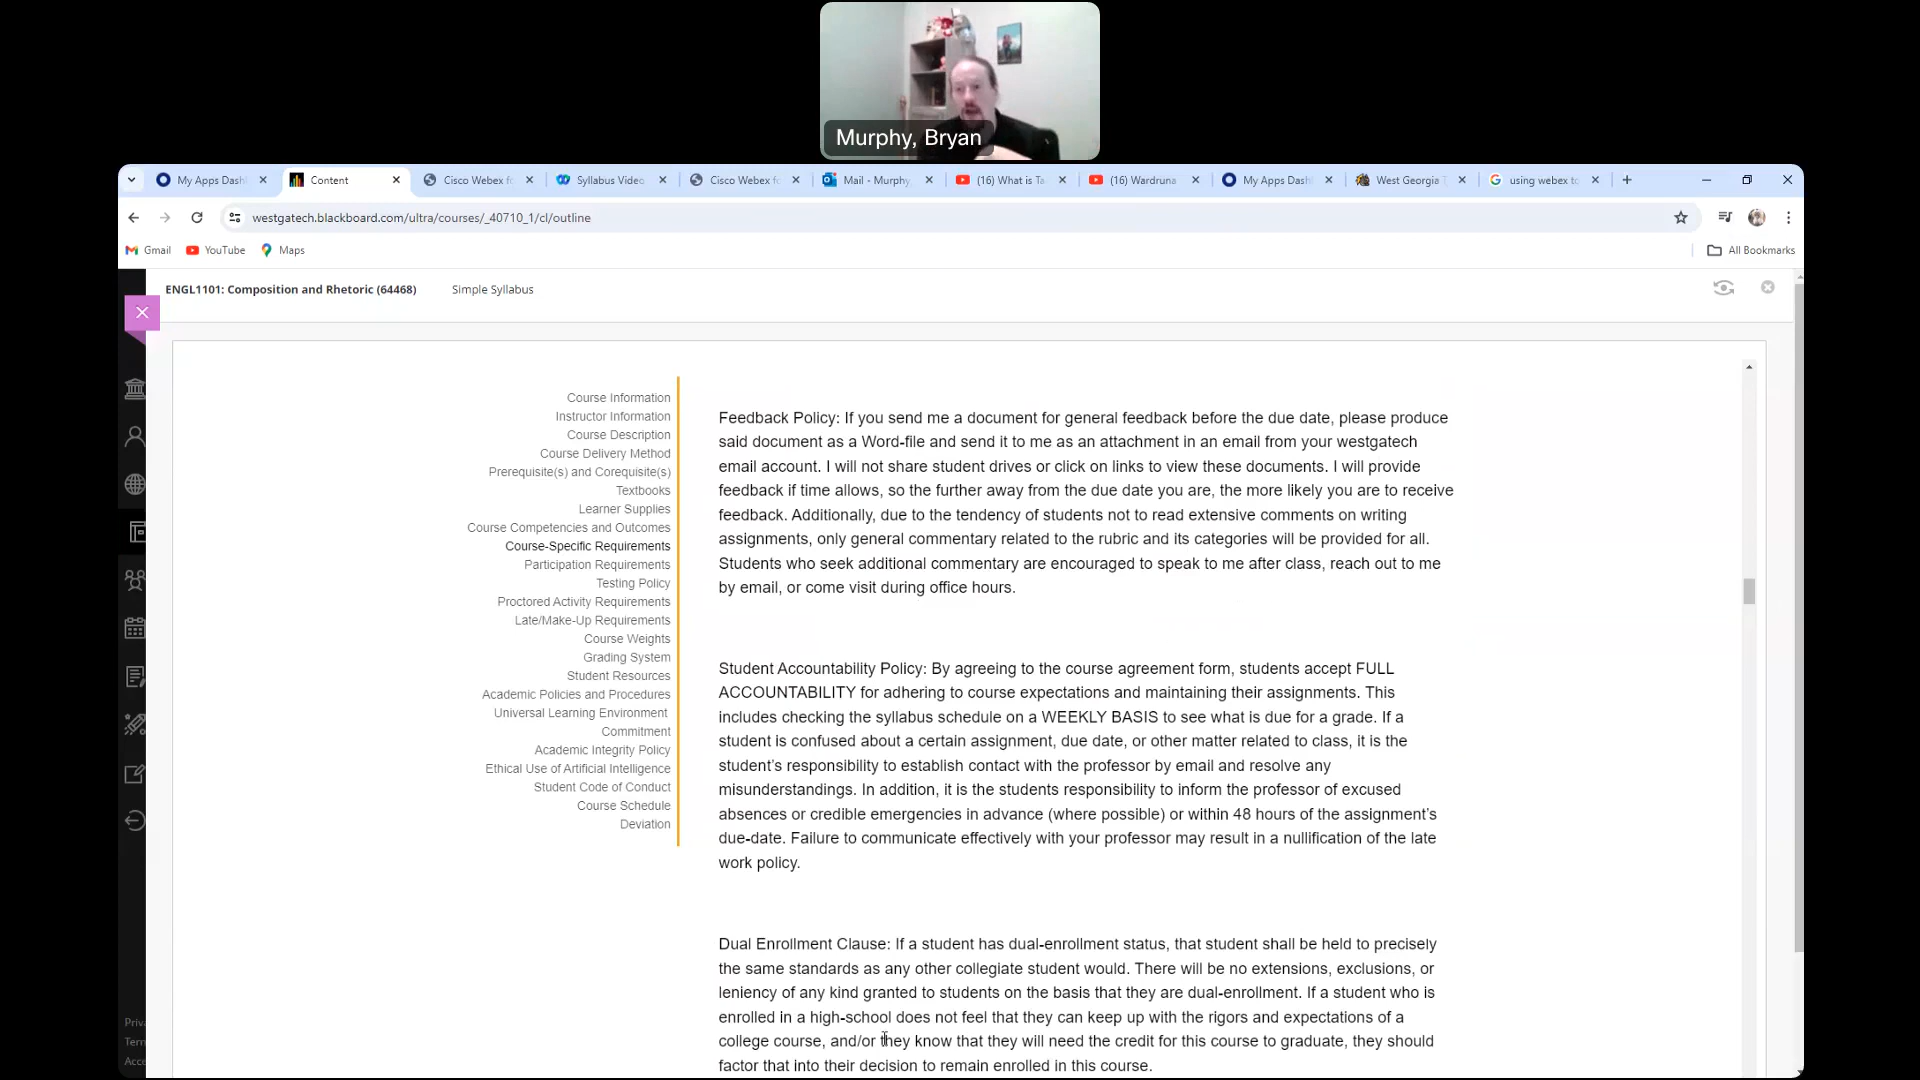 Murphy, Bryan
My Apps Dash
Content
Cisco Webex fo
Syllabus Video
Cisco Webex fo
Mail - Murphy,
(16) What is Ta
(16) Wardruna
My Apps Dash
West Georgia T
using webex to
westgatech.blackboard.com/ultra/courses/_40710_1/cl/outline
Gmail
YouTube
Maps
All Bookmarks
ENGL1101: Composition and Rhetoric (64468)
Simple Syllabus
Course Information
Instructor Information
Course Description
Course Delivery Method
Prerequisite(s) and Corequisite(s)
Textbooks
Learner Supplies
Course Competencies and Outcomes
Course-Specific Requirements
Participation Requirements
Testing Policy
Proctored Activity Requirements
Late/Make-Up Requirements
Course Weights
Grading System
Student Resources
Academic Policies and Procedures
Universal Learning Environment
Commitment
Academic Integrity Policy
Ethical Use of Artificial Intelligence
Student Code of Conduct
Course Schedule
Deviation
Feedback Policy: If you send me a document for general feedback before the due date, please produce
said document as a Word-file and send it to me as an attachment in an email from your westgatech
email account. I will not share student drives or click on links to view these documents. I will provide
feedback if time allows, so the further away from the due date you are, the more likely you are to receive
feedback. Additionally, due to the tendency of students not to read extensive comments on writing
assignments, only general commentary related to the rubric and its categories will be provided for all.
Students who seek additional commentary are encouraged to speak to me after class, reach out to me
by email, or come visit during office hours.
Student Accountability Policy: By agreeing to the course agreement form, students accept FULL
ACCOUNTABILITY for adhering to course expectations and maintaining their assignments. This
includes checking the syllabus schedule on a WEEKLY BASIS to see what is due for a grade. If a
student is confused about a certain assignment, due date, or other matter related to class, it is the
student's responsibility to establish contact with the professor by email and resolve any
misunderstandings. In addition, it is the students responsibility to inform the professor of excused
absences or credible emergencies in advance (where possible) or within 48 hours of the assignment's
due-date. Failure to communicate effectively with your professor may result in a nullification of the late
work policy.
Dual Enrollment Clause: If a student has dual-enrollment status, that student shall be held to precisely
the same standards as any other collegiate student would. There will be no extensions, exclusions, or
leniency of any kind granted to students on the basis that they are dual-enrollment. If a student who is
enrolled in a high-school does not feel that they can keep up with the rigors and expectations of a
college course, and/or they know that they will need the credit for this course to graduate, they should
factor that into their decision to remain enrolled in this course.
Priv
Term
Acce